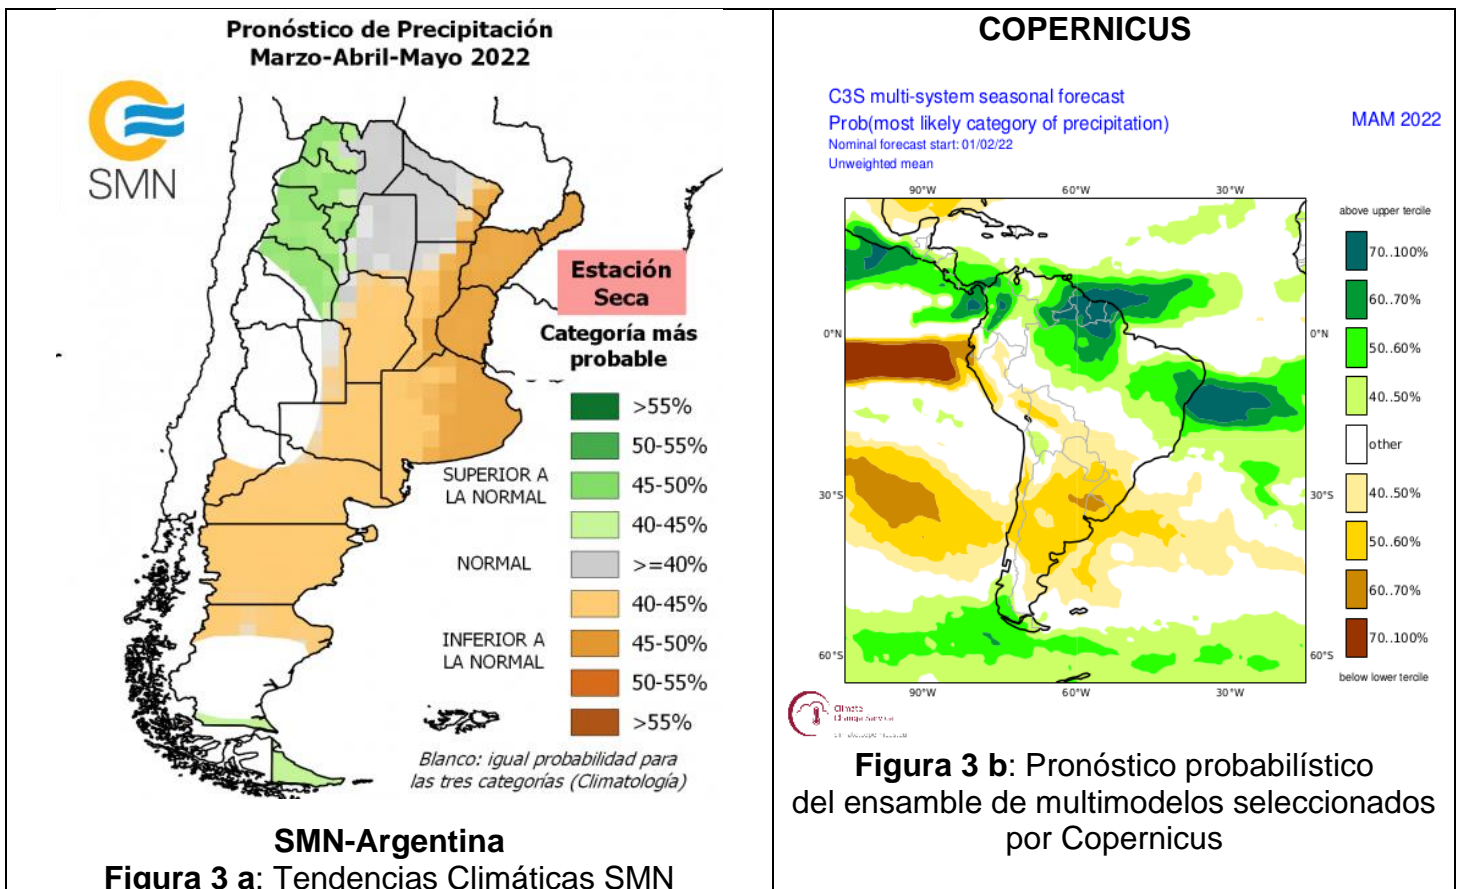 Pronóstico de Precipitación
Marzo-Abril-Mayo 2022
SMN
Estación
Seca
Categoría más
probable
>55%
50-55%
SUPERIOR A
LA NORMAL
45-50%
40-45%
NORMAL
>=40%
40-45%
INFERIOR A
LA NORMAL
45-50%
50-55%
>55%
Blanco: igual probabilidad para
las tres categorías (Climatología)
SMN-Argentina
Figura 3 a: Tendencias Climáticas SMN
COPERNICUS
C3S multi-system seasonal forecast
Prob(most likely category of precipitation)
MAM 2022
Nominal forecast start: 01/02/22
Unweighted mean
90°W 60°W 30°W
above upper tercile
70..100%
60..70%
0°N 0°N
50..60%
40..50%
other
30°S 30°S
40..50%
50..60%
60..70%
70..100%
60°S 60°S
below lower tercile
90°W 60°W 30°W
Climate
Change Service
Figura 3 b: Pronóstico probabilístico
del ensamble de multimodelos seleccionados
por Copernicus